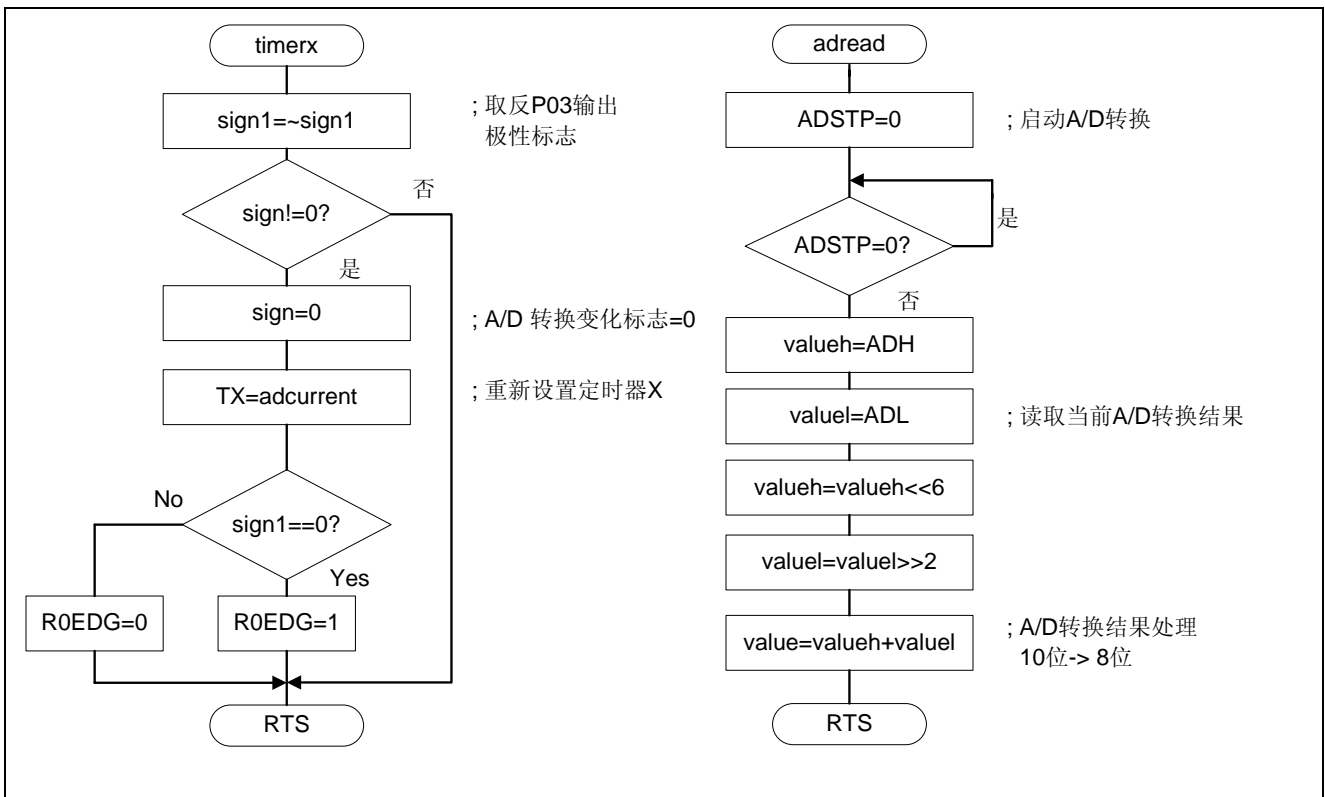 timerx
sign1=~sign1
; 取反P03输出
极性标志
sign!=0?
否
是
sign=0
; A/D 转换变化标志=0
TX=adcurrent
; 重新设置定时器X
sign1==0?
No
Yes
R0EDG=0
R0EDG=1
RTS
adread
ADSTP=0
; 启动A/D转换
ADSTP=0?
是
否
valueh=ADH
valuel=ADL
; 读取当前A/D转换结果
valueh=valueh<<6
valuel=valuel>>2
value=valueh+valuel
; A/D转换结果处理
10位-> 8位
RTS